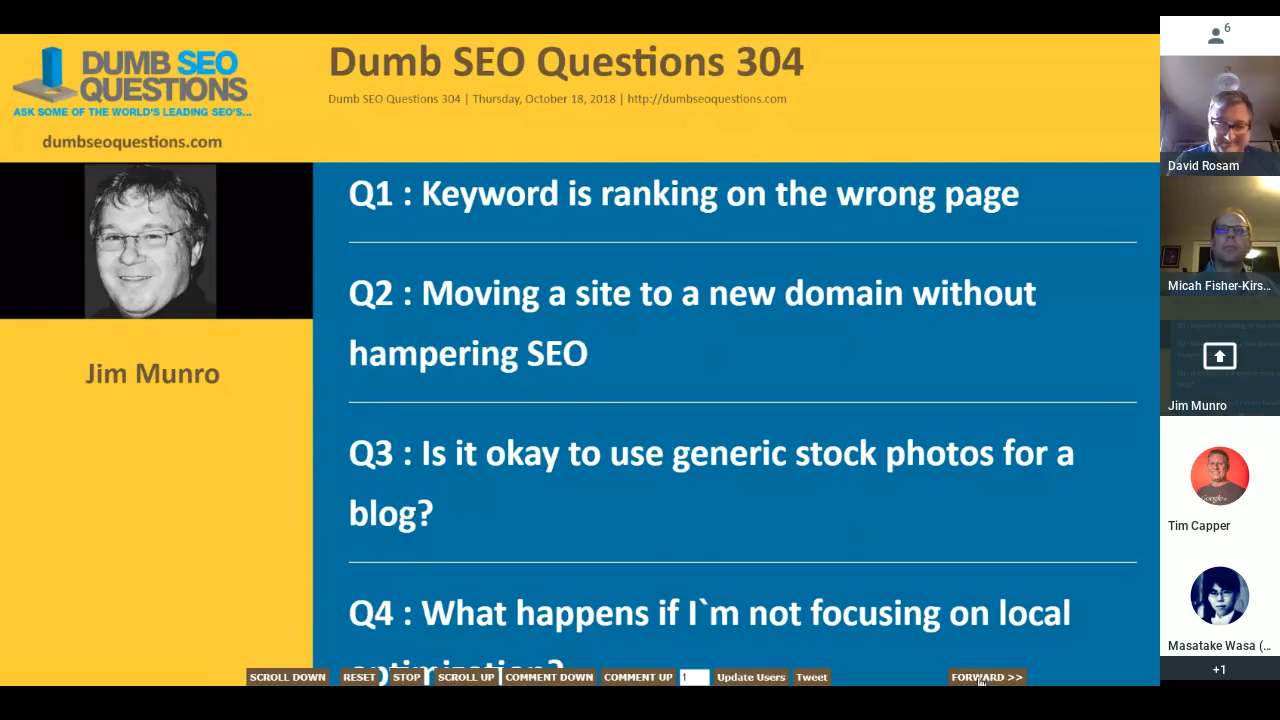 DUMB SEO
QUESTIONS
ASK SOME OF THE WORLD'S LEADING SEO'S...
dumbseoquestions.com
Dumb SEO Questions 304
Dumb SEO Questions 304 | Thursday, October 18, 2018 | http://dumbseoquestions.com
Jim Munro
Q1 : Keyword is ranking on the wrong page
Q2 : Moving a site to a new domain without
hampering SEO
Q3 : Is it okay to use generic stock photos for a
blog?
Q4 : What happens if I`m not focusing on local
optimization?
SCROLL DOWN RESET STOP SCROLL UP COMMENT DOWN COMMENT UP 1 Update Users Tweet FORWARD >>
6
David Rosam
Micah Fisher-Kirs...
Jim Munro
Google
Tim Capper
Masatake Wasa (...
+1